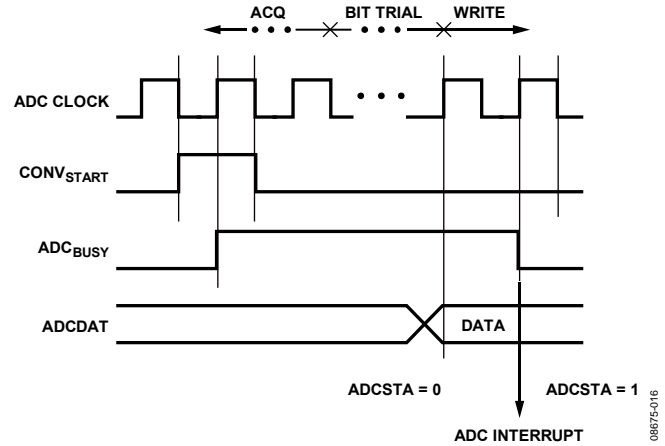 ACQ BIT TRIAL WRITE
ADC CLOCK
CONVSTART
ADCBUSY
ADCDAT
DATA
ADCSTA = 0 ADCSTA = 1
ADC INTERRUPT
08675-016